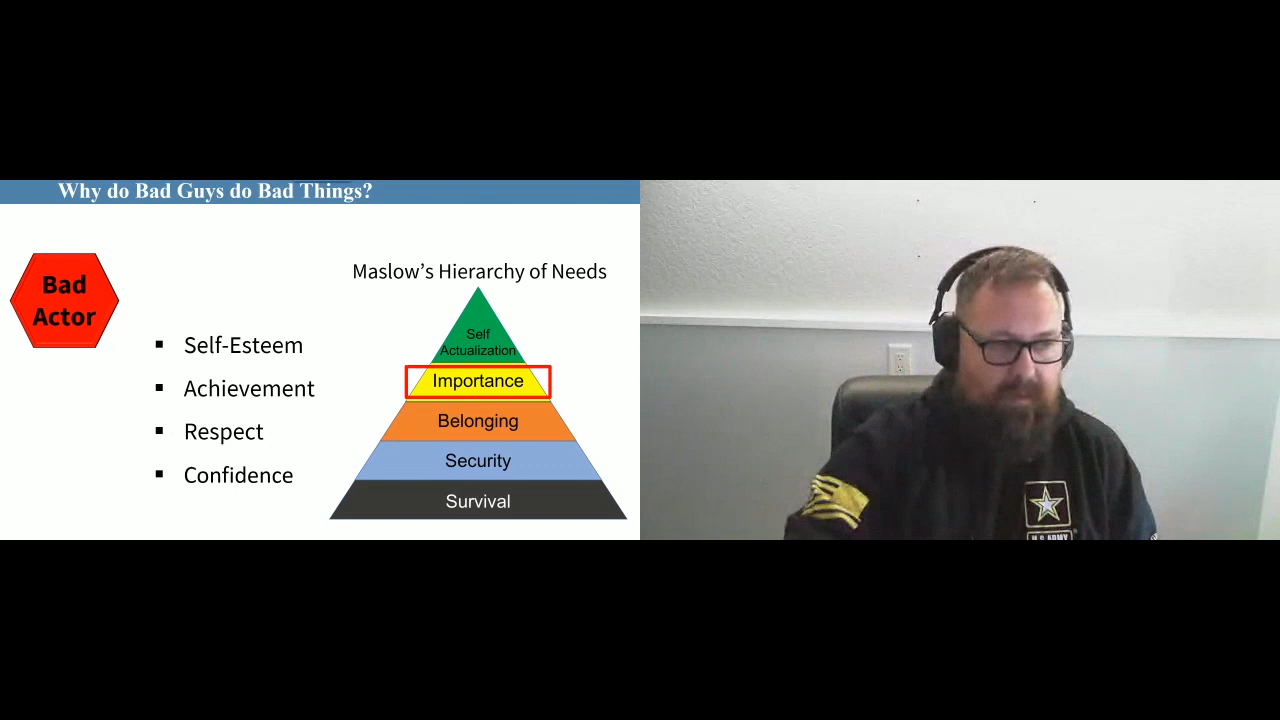 Why do Bad Guys do Bad Things?
Bad
Actor
Maslow’s Hierarchy of Needs
▪ Self-Esteem
▪ Achievement
▪ Respect
▪ Confidence
Self
Actualization
Importance
Belonging
Security
Survival
U.S. ARMY